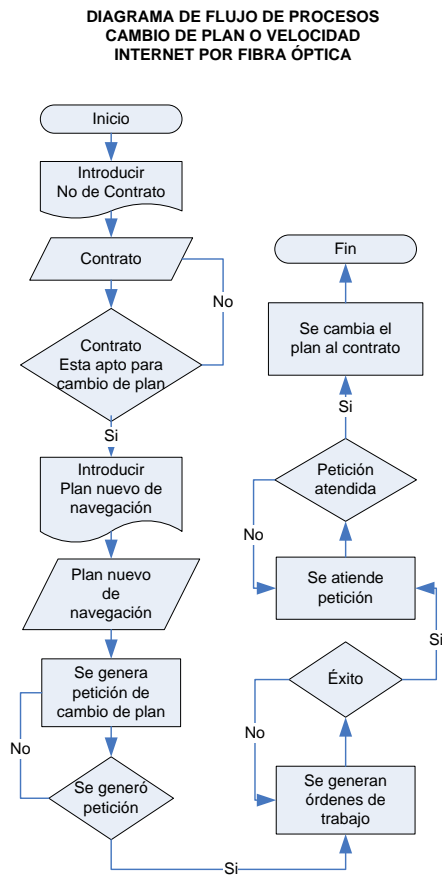 DIAGRAMA DE FLUJO DE PROCESOS
CAMBIO DE PLAN O VELOCIDAD
INTERNET POR FIBRA ÓPTICA
Inicio
Introducir
No de Contrato
Contrato
No
Contrato
Esta apto para
cambio de plan
Si
Introducir
Plan nuevo de
navegación
Plan nuevo
de
navegación
Se genera
petición de
cambio de plan
No
Se generó
petición
Si
Se generan
órdenes de
trabajo
No
Éxito
Si
Se atiende
petición
No
Petición
atendida
Si
Se cambia el
plan al contrato
Fin